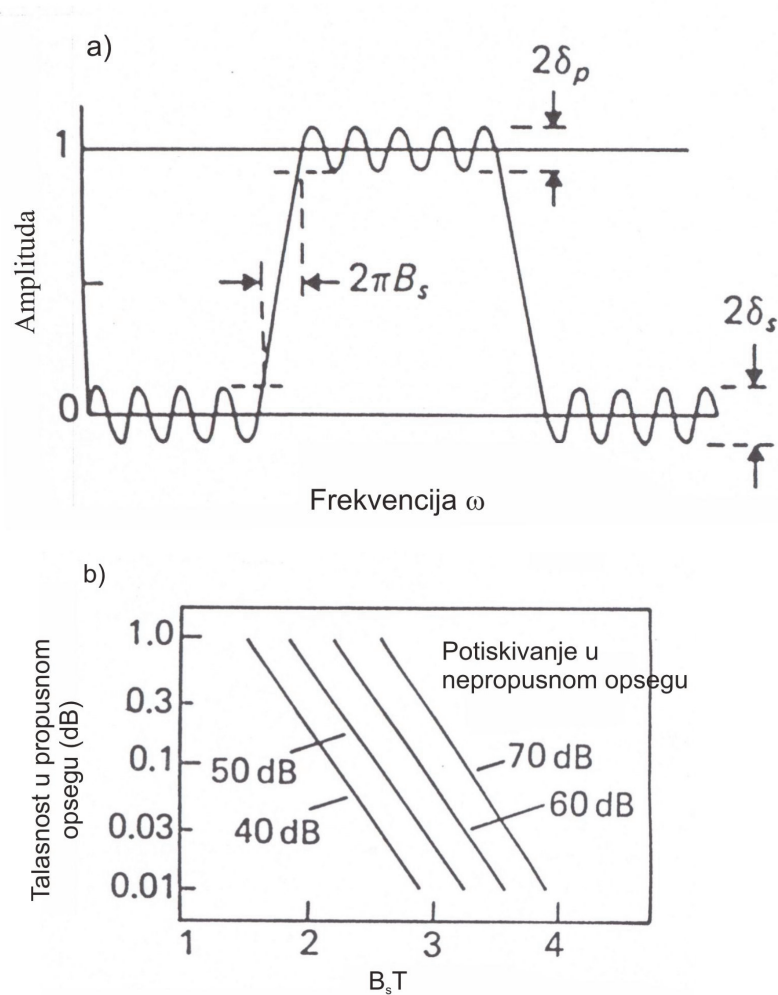 a)
2δp
1
Amplituda
2πBs
2δs
0
Frekvencija ω
b)
Talasnost u propusnom
opsegu (dB)
1.0
0.3
0.1
0.03
0.01
Potiskivanje u
nepropusnom opsegu
70 dB
50 dB
60 dB
40 dB
1
2
3
4
BsT